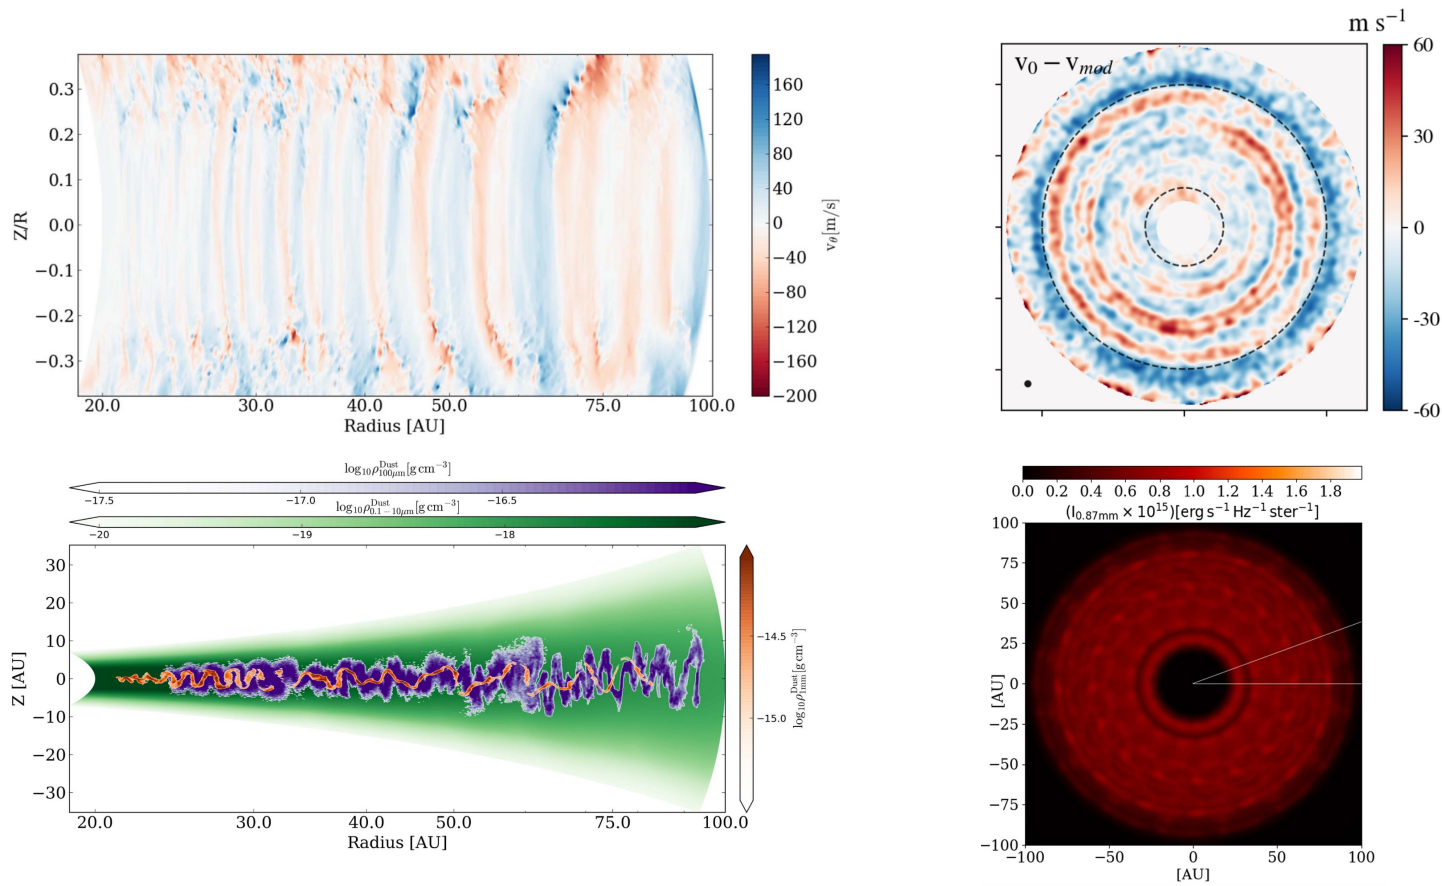 0.3
0.2
0.1
0.0
−0.1
−0.2
−0.3
Z/R
20.0 30.0 40.0 50.0 75.0 100.0
Radius [AU]
160
120
80
40
0
−40
−80
−120
−160
−200
v_θ[m/s]
m s⁻¹
v₀ − v_mod
60
30
0
-30
-60
log₁₀ρ^Dust_100μm[g cm⁻³]
−17.5 −17.0 −16.5
log₁₀ρ^Dust_0.1−10μm[g cm⁻³]
−20 −19 −18
30
20
10
0
−10
−20
−30
Z [AU]
20.0 30.0 40.0 50.0 75.0 100.0
Radius [AU]
−14.5
−15.0
log₁₀ρ^Dust_1mm[g cm⁻³]
0.0 0.2 0.4 0.6 0.8 1.0 1.2 1.4 1.6 1.8
(I_0.87mm × 10¹⁵)[erg s⁻¹ Hz⁻¹ ster⁻¹]
100
75
50
25
0
−25
−50
−75
−100
[AU]
−100 −50 0 50 100
[AU]